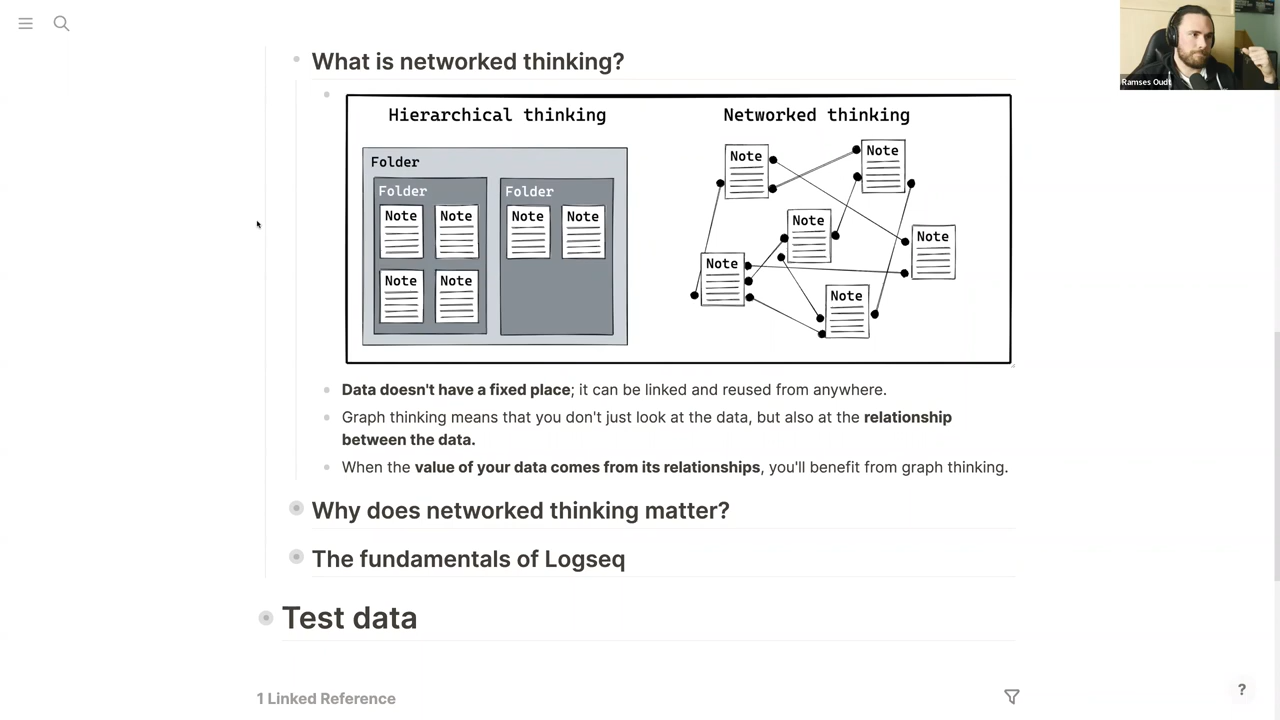 Ramses Oudt
What is networked thinking?
Hierarchical thinking
Networked thinking
Folder
Folder
Folder
Note
Note
Note
Note
Note
Note
Note
Note
Note
Note
Note
Note
Data doesn't have a fixed place; it can be linked and reused from anywhere.
Graph thinking means that you don't just look at the data, but also at the relationship
between the data.
When the value of your data comes from its relationships, you'll benefit from graph thinking.
Why does networked thinking matter?
The fundamentals of Logseq
Test data
1 Linked Reference
?